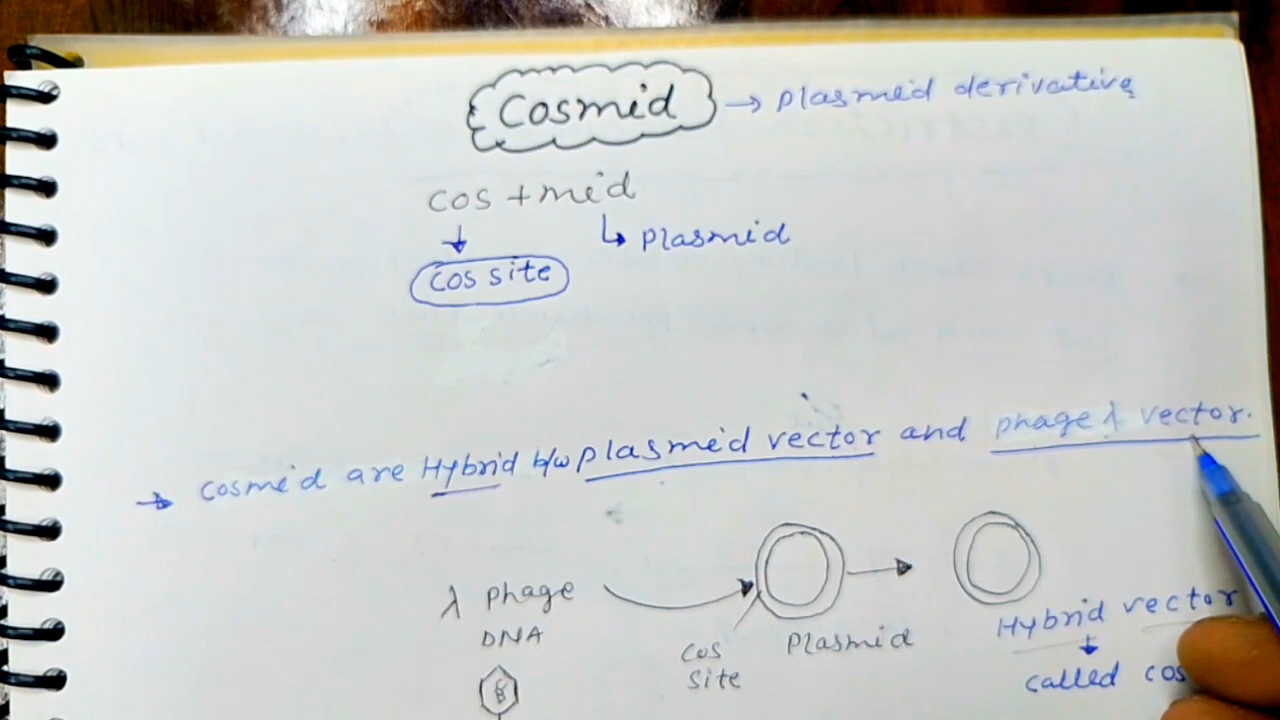 Cosmid → plasmid derivative
cos + mid
↓ ↳ plasmid
cos site
→ cosmid are Hybrid b/w plasmid vector and phage λ vector.
λ phage
DNA
cos
site
Plasmid
Hybrid vector
↓
called cos